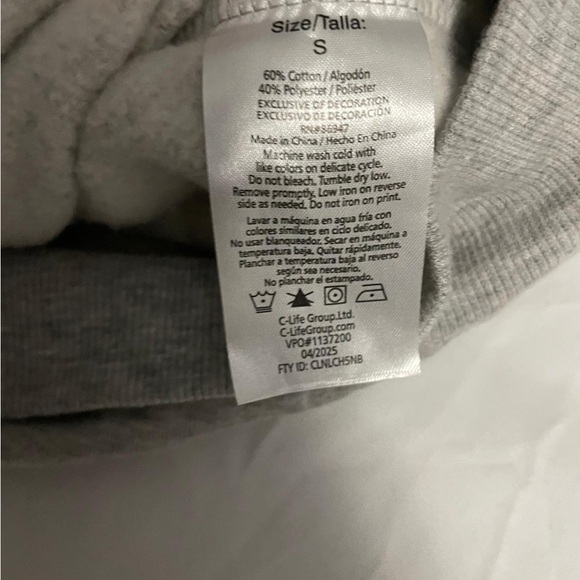 Size/Talla:
S
60% Cotton / Algodón
40% Polyester / Poliéster
EXCLUSIVE OF DECORATION
EXCLUSIVO DE DECORACIÓN
RN#86947
Made in China / Hecho En China
Machine wash cold with
like colors on delicate cycle.
Do not bleach. Tumble dry low.
Remove promptly. Low iron on reverse
side as needed. Do not iron on print.
Lavar a máquina en agua fría con
colores similares en ciclo delicado.
No usar blanqueador. Secar en máquina a
temperatura baja. Quitar rápidamente.
Planchar a temperatura baja al reverso
según sea necesario.
No planchar el estampado.
C-Life Group.Ltd.
C-LifeGroup.com
VPO#1137200
04/2025
FTY ID: CLNLCHSNB